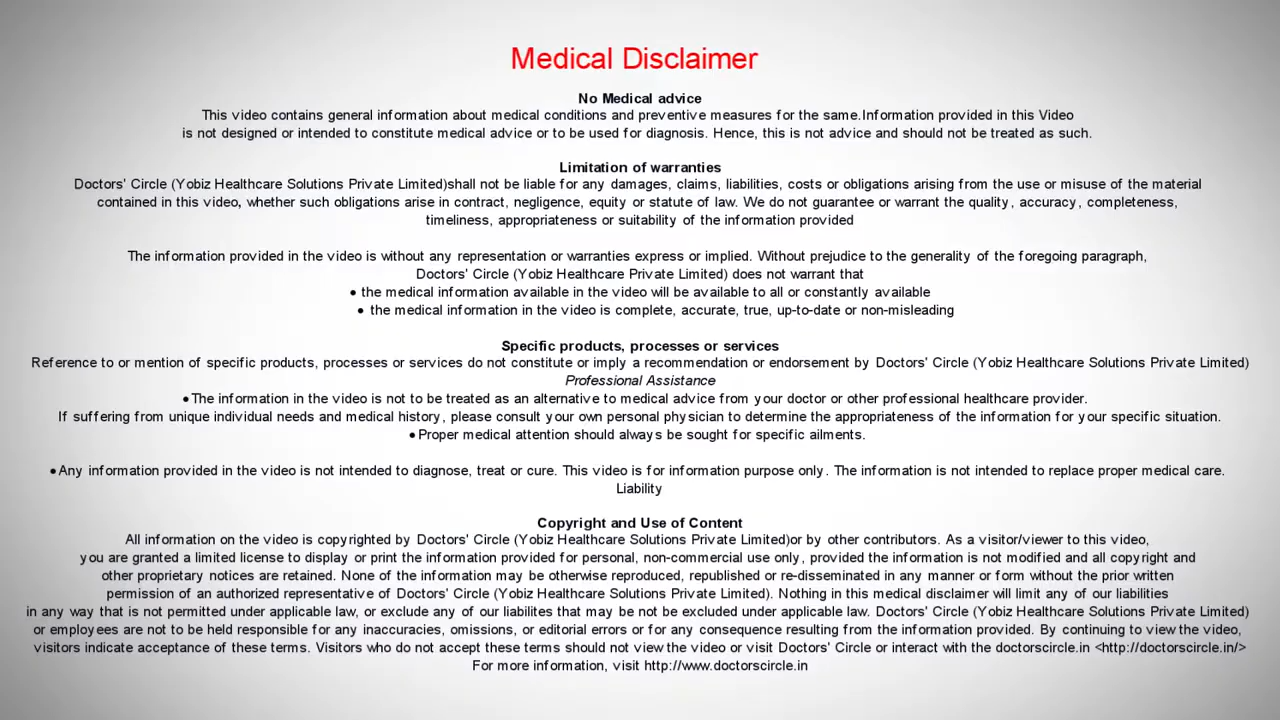 Medical Disclaimer
No Medical advice
This video contains general information about medical conditions and preventive measures for the same.Information provided in this Video
is not designed or intended to constitute medical advice or to be used for diagnosis. Hence, this is not advice and should not be treated as such.
Limitation of warranties
Doctors' Circle (Yobiz Healthcare Solutions Private Limited)shall not be liable for any damages, claims, liabilities, costs or obligations arising from the use or misuse of the material
contained in this video, whether such obligations arise in contract, negligence, equity or statute of law. We do not guarantee or warrant the quality, accuracy, completeness,
timeliness, appropriateness or suitability of the information provided
The information provided in the video is without any representation or warranties express or implied. Without prejudice to the generality of the foregoing paragraph,
Doctors' Circle (Yobiz Healthcare Private Limited) does not warrant that
• the medical information available in the video will be available to all or constantly available
• the medical information in the video is complete, accurate, true, up-to-date or non-misleading
Specific products, processes or services
Reference to or mention of specific products, processes or services do not constitute or imply a recommendation or endorsement by Doctors' Circle (Yobiz Healthcare Solutions Private Limited)
Professional Assistance
•The information in the video is not to be treated as an alternative to medical advice from your doctor or other professional healthcare provider.
If suffering from unique individual needs and medical history, please consult your own personal physician to determine the appropriateness of the information for your specific situation.
•Proper medical attention should always be sought for specific ailments.
•Any information provided in the video is not intended to diagnose, treat or cure. This video is for information purpose only. The information is not intended to replace proper medical care.
Liability
Copyright and Use of Content
All information on the video is copyrighted by Doctors' Circle (Yobiz Healthcare Solutions Private Limited)or by other contributors. As a visitor/viewer to this video,
you are granted a limited license to display or print the information provided for personal, non-commercial use only, provided the information is not modified and all copyright and
other proprietary notices are retained. None of the information may be otherwise reproduced, republished or re-disseminated in any manner or form without the prior written
permission of an authorized representative of Doctors' Circle (Yobiz Healthcare Solutions Private Limited). Nothing in this medical disclaimer will limit any of our liabilities
in any way that is not permitted under applicable law, or exclude any of our liabilites that may be not be excluded under applicable law. Doctors' Circle (Yobiz Healthcare Solutions Private Limited)
or employees are not to be held responsible for any inaccuracies, omissions, or editorial errors or for any consequence resulting from the information provided. By continuing to view the video,
visitors indicate acceptance of these terms. Visitors who do not accept these terms should not view the video or visit Doctors' Circle or interact with the doctorscircle.in <http://doctorscircle.in/>
For more information, visit http://www.doctorscircle.in